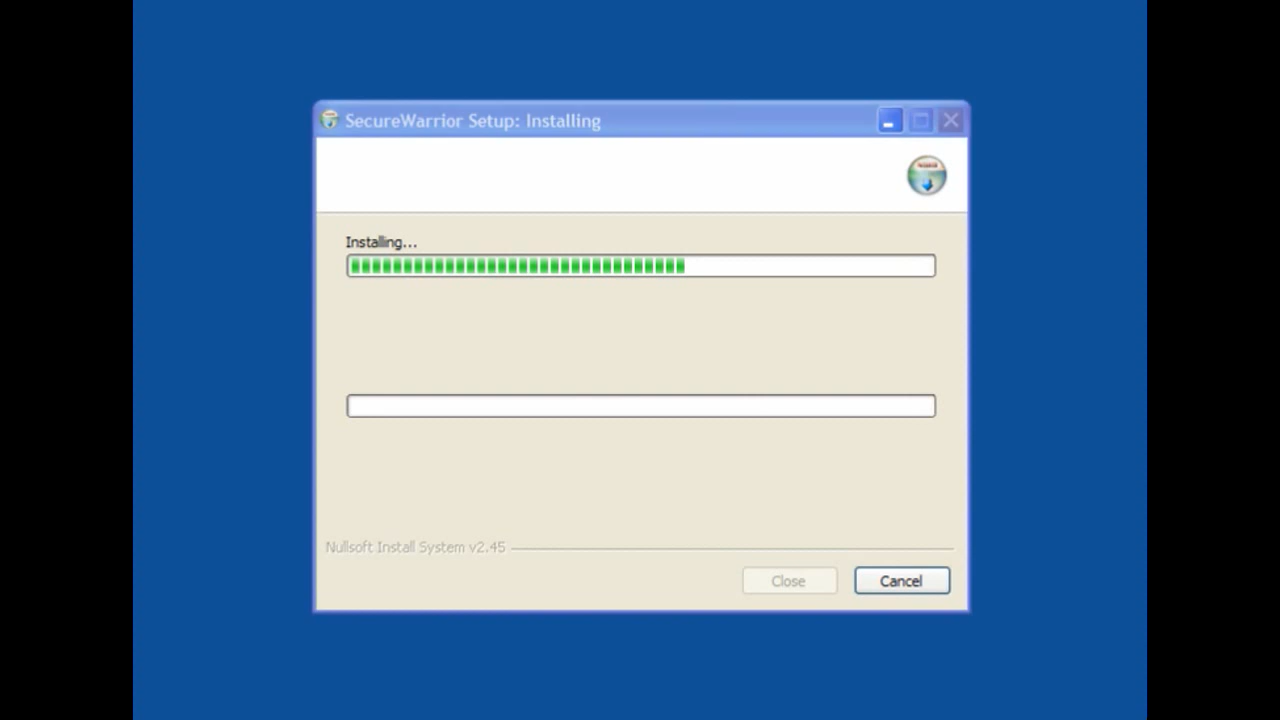 SecureWarrior Setup: Installing
Installing...
Nullsoft Install System v2.45
Close
Cancel